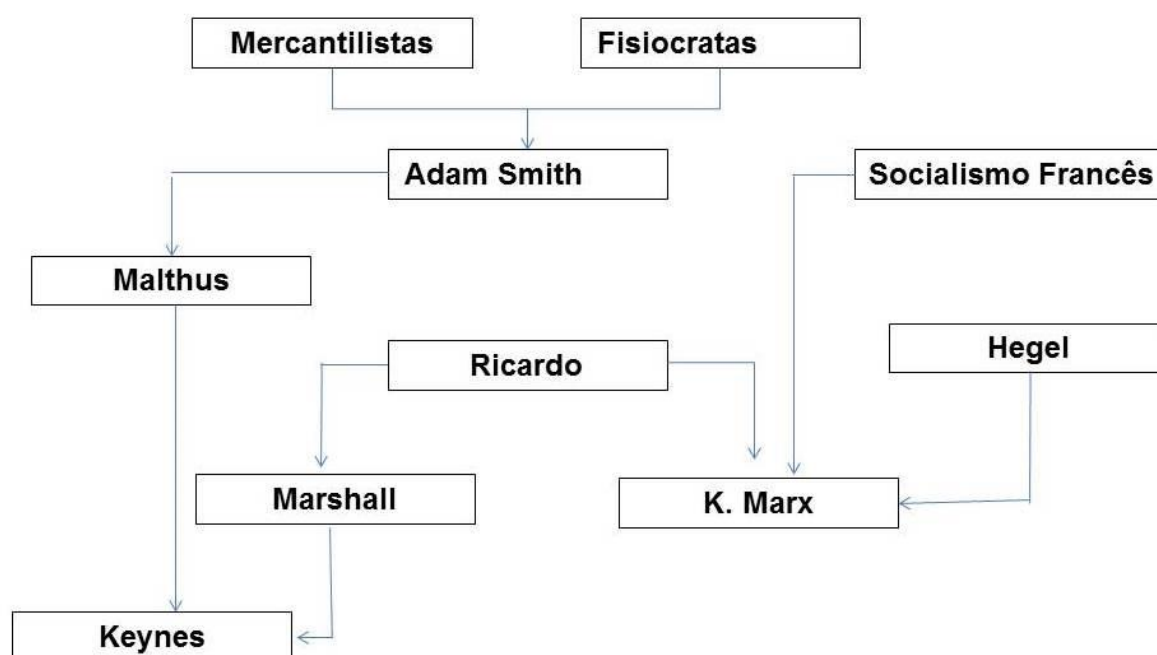 Mercantilistas
Fisiocratas
Adam Smith
Socialismo Francês
Malthus
Hegel
Ricardo
Marshall
K. Marx
Keynes